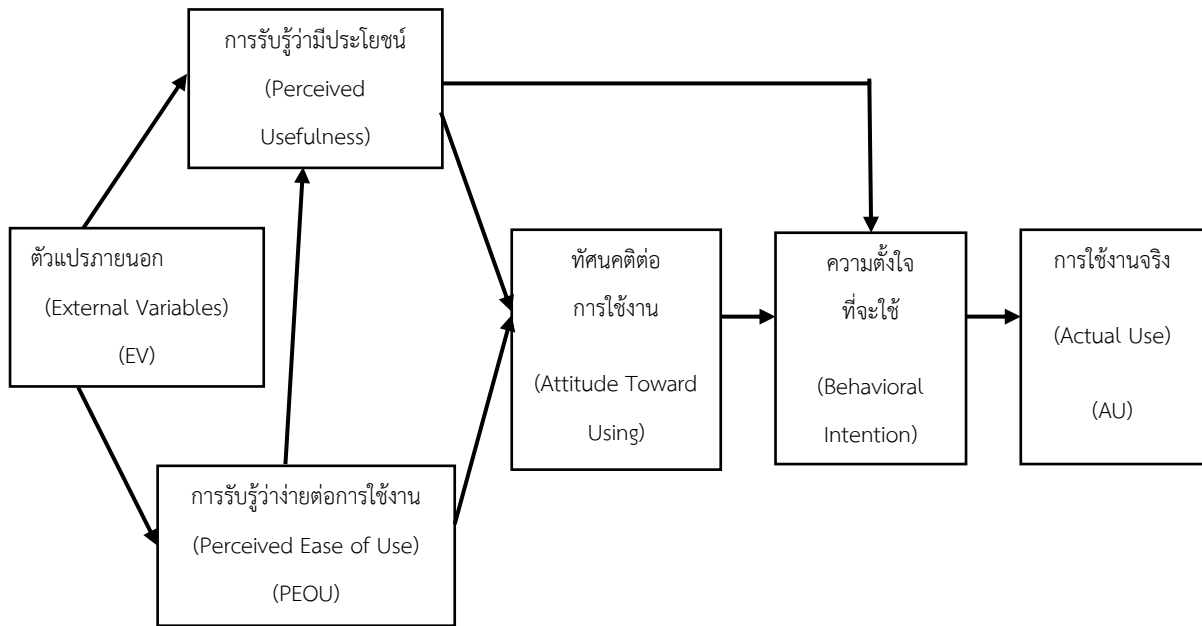 การรับรู้ว่ามีประโยชน์
(Perceived
Usefulness)
ตัวแปรภายนอก
(External Variables)
(EV)
การรับรู้ว่าง่ายต่อการใช้งาน
(Perceived Ease of Use)
(PEOU)
ทัศนคติต่อ
การใช้งาน
(Attitude Toward
Using)
ความตั้งใจ
ที่จะใช้
(Behavioral
Intention)
การใช้งานจริง
(Actual Use)
(AU)